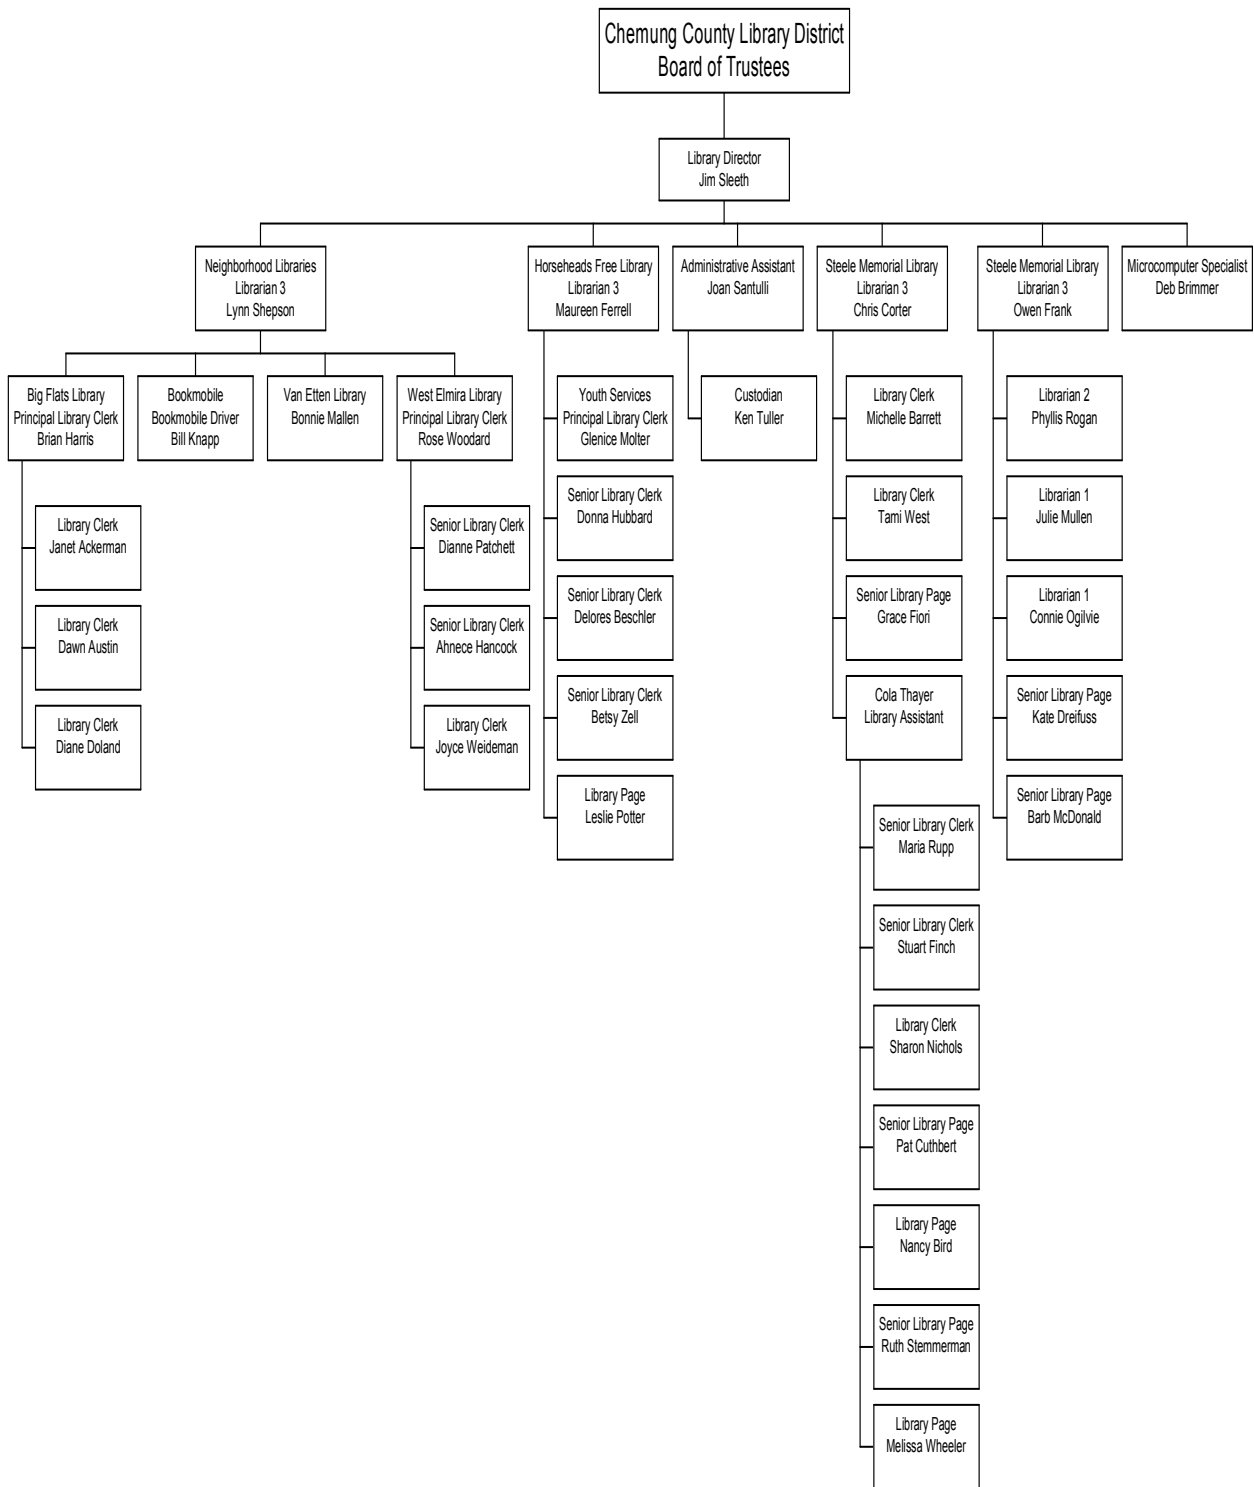 Chemung County Library District
Board of Trustees
Library Director
Jim Sleeth
Neighborhood Libraries
Librarian 3
Lynn Shepson
Horseheads Free Library
Librarian 3
Maureen Ferrell
Administrative Assistant
Joan Santulli
Steele Memorial Library
Librarian 3
Chris Corter
Steele Memorial Library
Librarian 3
Owen Frank
Microcomputer Specialist
Deb Brimmer
Big Flats Library
Principal Library Clerk
Brian Harris
Bookmobile
Bookmobile Driver
Bill Knapp
Van Etten Library
Bonnie Mallen
West Elmira Library
Principal Library Clerk
Rose Woodard
Library Clerk
Janet Ackerman
Library Clerk
Dawn Austin
Library Clerk
Diane Doland
Senior Library Clerk
Dianne Patchett
Senior Library Clerk
Ahnece Hancock
Library Clerk
Joyce Weideman
Youth Services
Principal Library Clerk
Glenice Molter
Senior Library Clerk
Donna Hubbard
Senior Library Clerk
Delores Beschler
Senior Library Clerk
Betsy Zell
Library Page
Leslie Potter
Custodian
Ken Tuller
Library Clerk
Michelle Barrett
Library Clerk
Tami West
Senior Library Page
Grace Fiori
Cola Thayer
Library Assistant
Senior Library Clerk
Maria Rupp
Senior Library Clerk
Stuart Finch
Library Clerk
Sharon Nichols
Senior Library Page
Pat Cuthbert
Library Page
Nancy Bird
Senior Library Page
Ruth Stemmerman
Library Page
Melissa Wheeler
Librarian 2
Phyllis Rogan
Librarian 1
Julie Mullen
Librarian 1
Connie Ogilvie
Senior Library Page
Kate Dreifuss
Senior Library Page
Barb McDonald